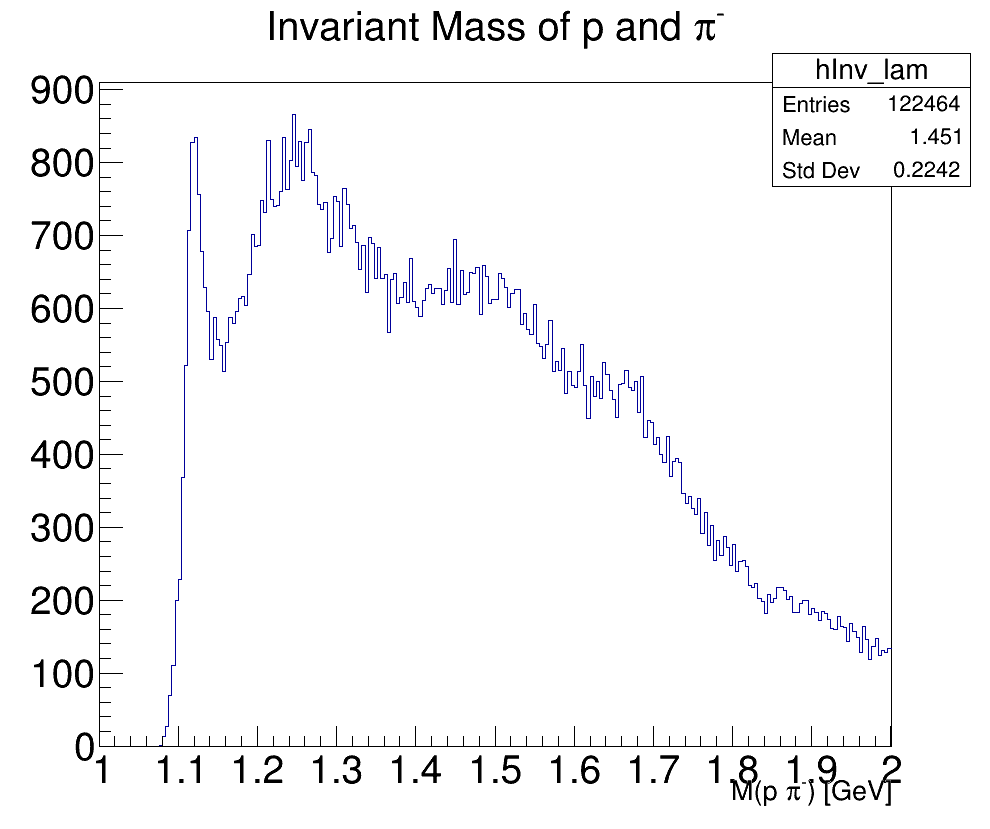 Invariant Mass of p and π⁻
hInv_lam
Entries 122464
Mean 1.451
Std Dev 0.2242
900
800
700
600
500
400
300
200
100
0
1 1.1 1.2 1.3 1.4 1.5 1.6 1.7 1.8 1.9 2
M(p π⁻) [GeV]